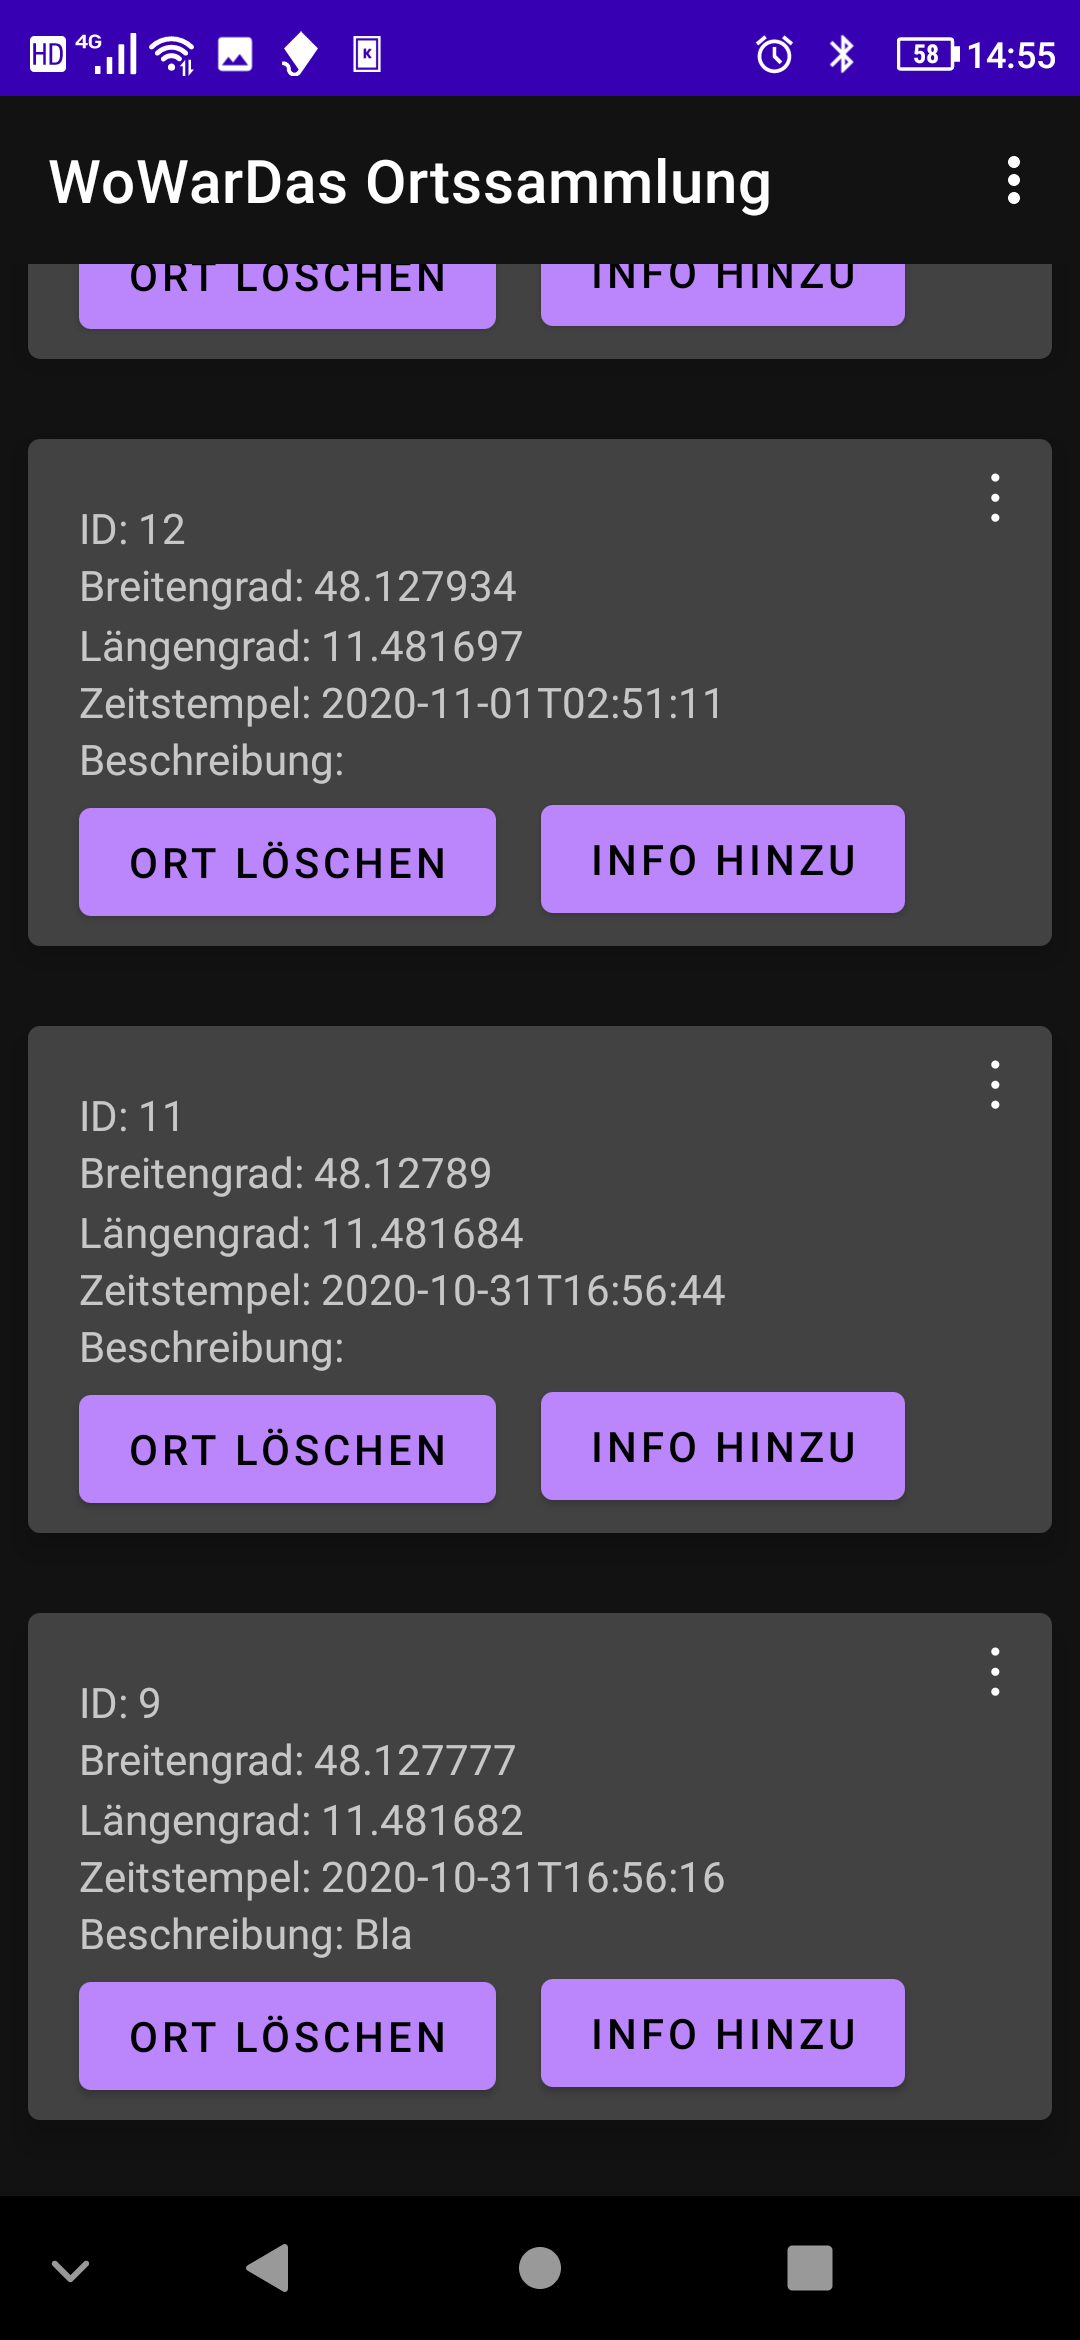 HD 4G K 58 14:55
WoWarDas Ortssammlung
ORT LÖSCHEN INFO HINZU
ID: 12
Breitengrad: 48.127934
Längengrad: 11.481697
Zeitstempel: 2020-11-01T02:51:11
Beschreibung:
ORT LÖSCHEN INFO HINZU
ID: 11
Breitengrad: 48.12789
Längengrad: 11.481684
Zeitstempel: 2020-10-31T16:56:44
Beschreibung:
ORT LÖSCHEN INFO HINZU
ID: 9
Breitengrad: 48.127777
Längengrad: 11.481682
Zeitstempel: 2020-10-31T16:56:16
Beschreibung: Bla
ORT LÖSCHEN INFO HINZU